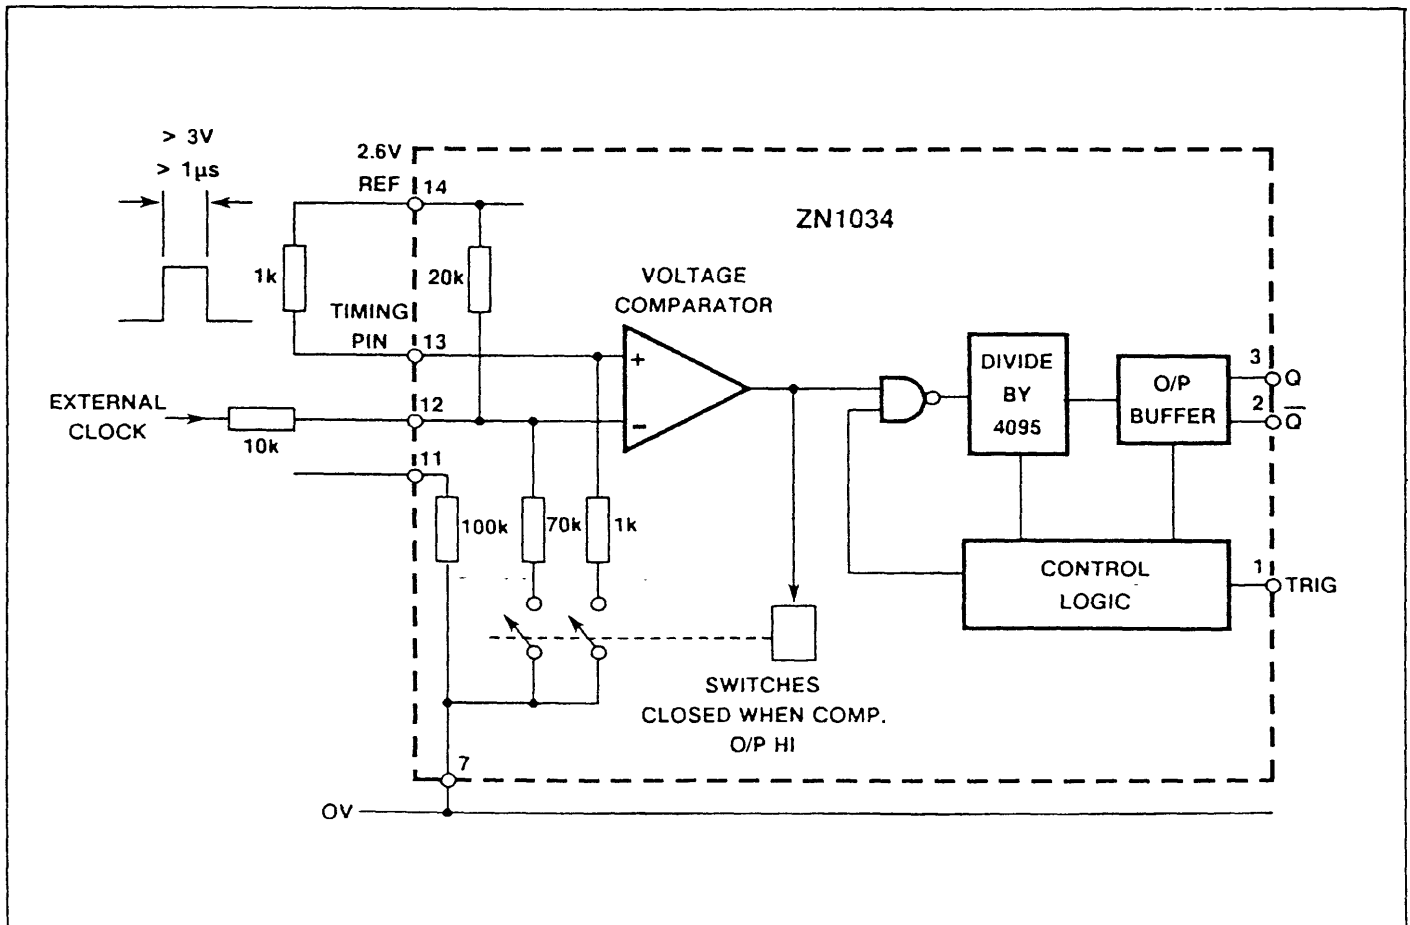 > 3V
> 1µs
2.6V
REF
14
ZN1034
1k
20k
VOLTAGE
COMPARATOR
TIMING
PIN
13
+
DIVIDE
BY
4095
O/P
BUFFER
3
Q
2
Q̅
EXTERNAL
CLOCK
10k
12
−
11
100k
70k
1k
CONTROL
LOGIC
1
TRIG
SWITCHES
CLOSED WHEN COMP.
O/P HI
7
OV